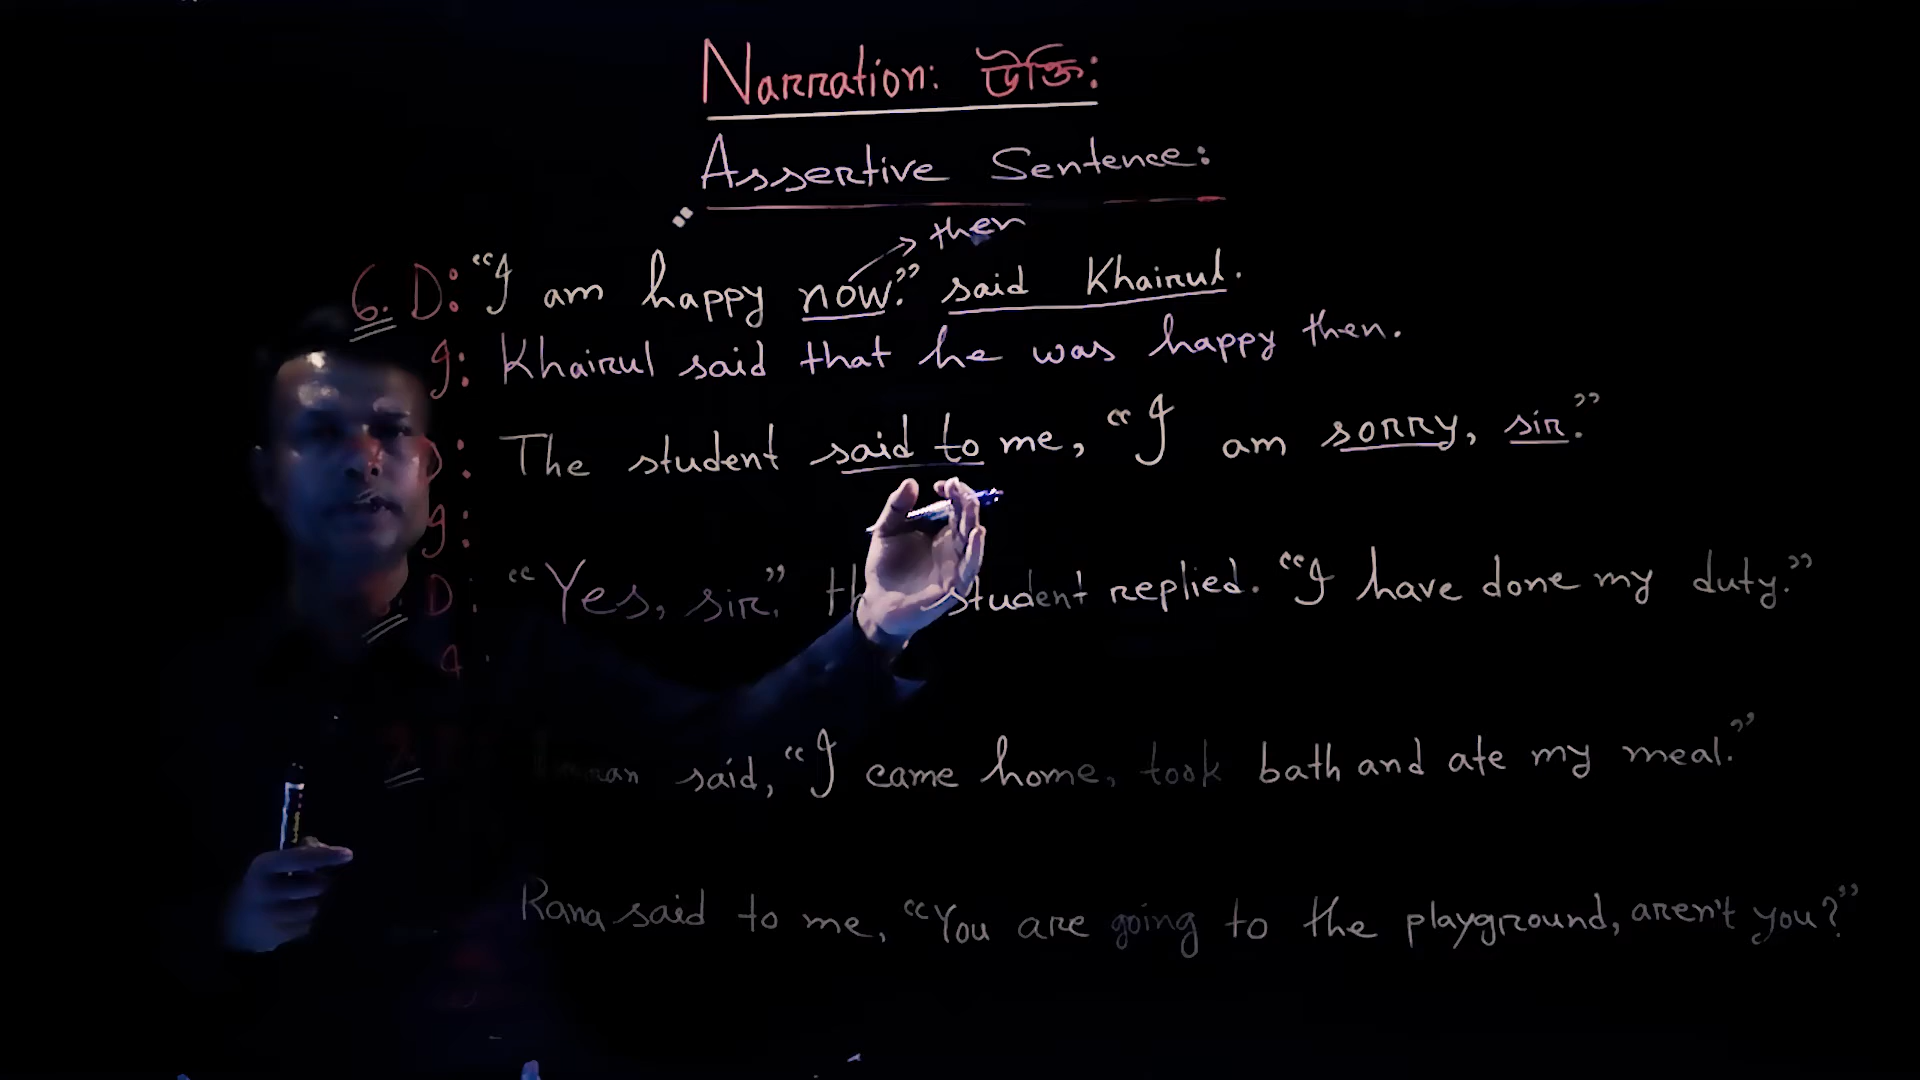 Narration: উক্তি:
Assertive Sentence:
then
6. D: “I am happy now.” said Khairul.
I: Khairul said that he was happy then.
D: The student said to me, “I am sorry, sir.”
I:
D: “Yes, sir.” student replied. “I have done my duty.”
said, “I came home, took bath and ate my meal.”
Rana said to me, “You are going to the playground, aren't you?”